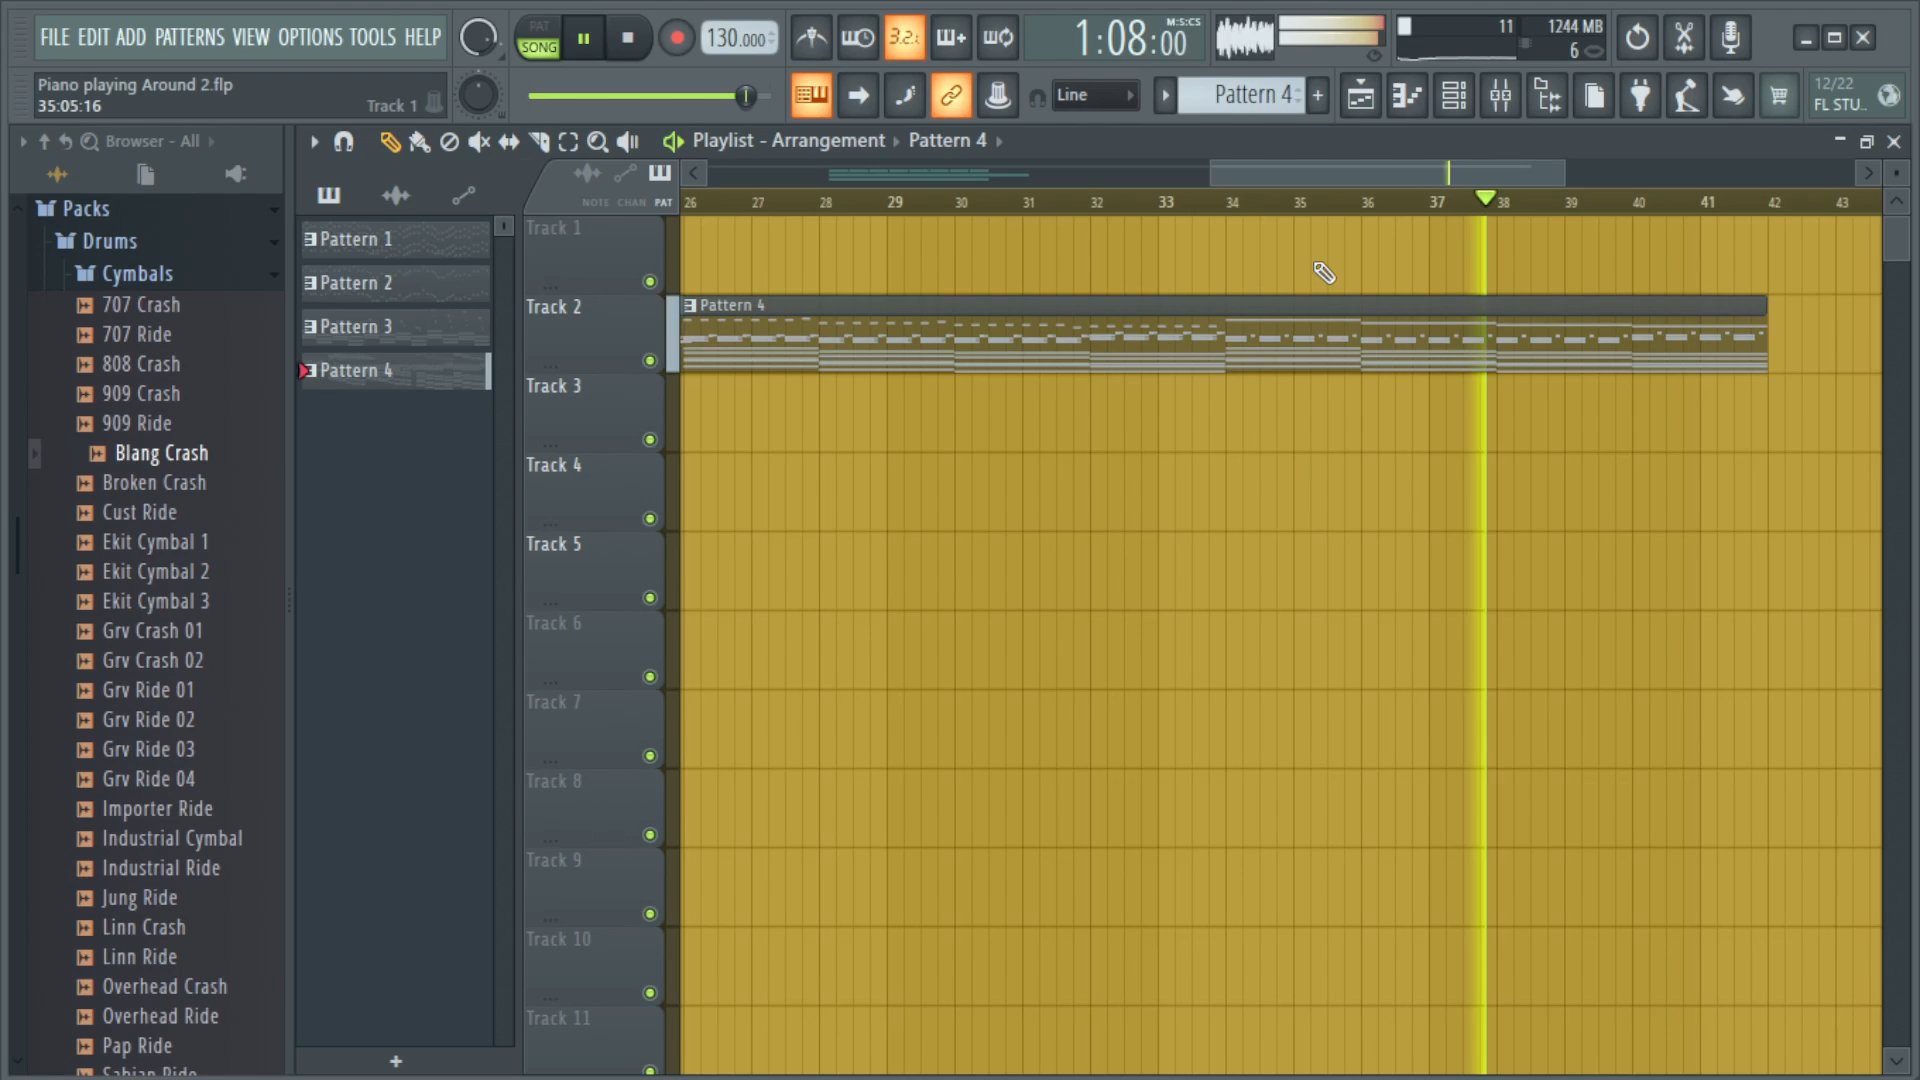 FILE EDIT ADD PATTERNS VIEW OPTIONS TOOLS HELP
PAT
SONG
130.000
3.2.
1:08:00
M:S:CS
11
1244 MB
6
Piano playing Around 2.flp
35:05:16
Track 1
Line
Pattern 4
+
12/22
FL STU..
Browser - All
Playlist - Arrangement
Pattern 4
NOTE CHAN PAT
26 27 28 29 30 31 32 33 34 35 36 37 38 39 40 41 42 43
Packs
Drums
Cymbals
707 Crash
707 Ride
808 Crash
909 Crash
909 Ride
Blang Crash
Broken Crash
Cust Ride
Ekit Cymbal 1
Ekit Cymbal 2
Ekit Cymbal 3
Grv Crash 01
Grv Crash 02
Grv Ride 01
Grv Ride 02
Grv Ride 03
Grv Ride 04
Importer Ride
Industrial Cymbal
Industrial Ride
Jung Ride
Linn Crash
Linn Ride
Overhead Crash
Overhead Ride
Pap Ride
Sabian Ride
Pattern 1
Pattern 2
Pattern 3
Pattern 4
+
Track 1
Track 2
Pattern 4
Track 3
Track 4
Track 5
Track 6
Track 7
Track 8
Track 9
Track 10
Track 11